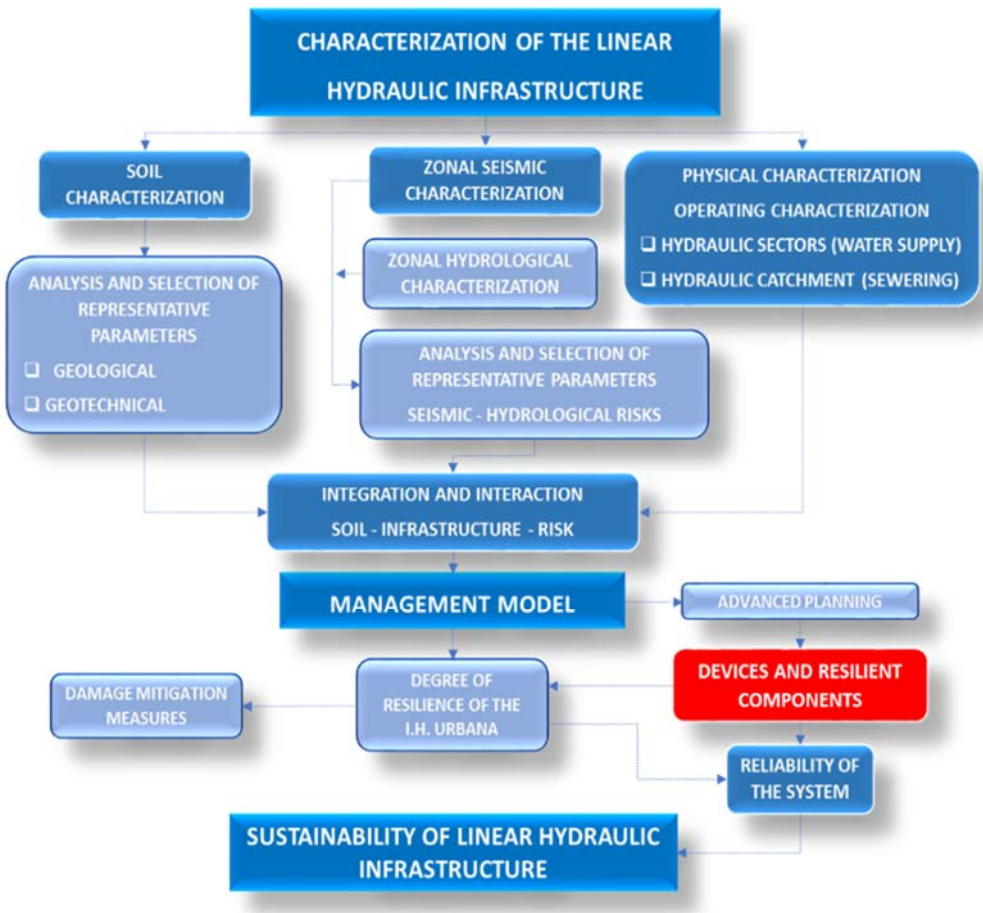 CHARACTERIZATION OF THE LINEAR
HYDRAULIC INFRASTRUCTURE
SOIL
CHARACTERIZATION
ZONAL SEISMIC
CHARACTERIZATION
PHYSICAL CHARACTERIZATION
OPERATING CHARACTERIZATION
❑ HYDRAULIC SECTORS (WATER SUPPLY)
❑ HYDRAULIC CATCHMENT (SEWERING)
ZONAL HYDROLOGICAL
CHARACTERIZATION
ANALYSIS AND SELECTION OF
REPRESENTATIVE
PARAMETERS
❑ GEOLOGICAL
❑ GEOTECHNICAL
ANALYSIS AND SELECTION OF
REPRESENTATIVE PARAMETERS
SEISMIC - HYDROLOGICAL RISKS
INTEGRATION AND INTERACTION
SOIL - INFRASTRUCTURE - RISK
MANAGEMENT MODEL
ADVANCED PLANNING
DEVICES AND RESILIENT
COMPONENTS
DEGREE OF
RESILIENCE OF THE
I.H. URBANA
DAMAGE MITIGATION
MEASURES
RELIABILITY OF
THE SYSTEM
SUSTAINABILITY OF LINEAR HYDRAULIC
INFRASTRUCTURE